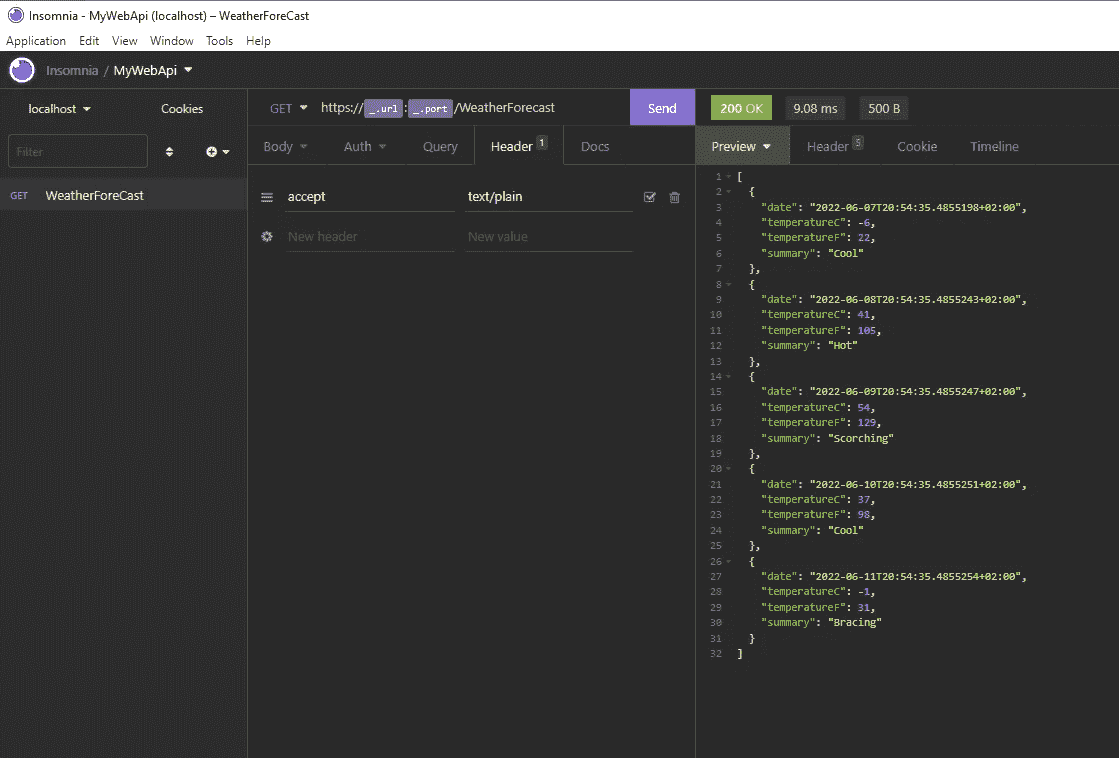 Insomnia - MyWebApi (localhost) – WeatherForeCast
Application Edit View Window Tools Help
Insomnia / MyWebApi
localhost Cookies
Filter
GET WeatherForeCast
GET https:// _.url : _.port /WeatherForecast Send
Body Auth Query Header 1 Docs
accept text/plain
New header New value
200 OK 9.08 ms 500 B
Preview Header 5 Cookie Timeline
1 [
2 {
3 "date": "2022-06-07T20:54:35.4855198+02:00",
4 "temperatureC": -6,
5 "temperatureF": 22,
6 "summary": "Cool"
7 },
8 {
9 "date": "2022-06-08T20:54:35.4855243+02:00",
10 "temperatureC": 41,
11 "temperatureF": 105,
12 "summary": "Hot"
13 },
14 {
15 "date": "2022-06-09T20:54:35.4855247+02:00",
16 "temperatureC": 54,
17 "temperatureF": 129,
18 "summary": "Scorching"
19 },
20 {
21 "date": "2022-06-10T20:54:35.4855251+02:00",
22 "temperatureC": 37,
23 "temperatureF": 98,
24 "summary": "Cool"
25 },
26 {
27 "date": "2022-06-11T20:54:35.4855254+02:00",
28 "temperatureC": -1,
29 "temperatureF": 31,
30 "summary": "Bracing"
31 }
32 ]